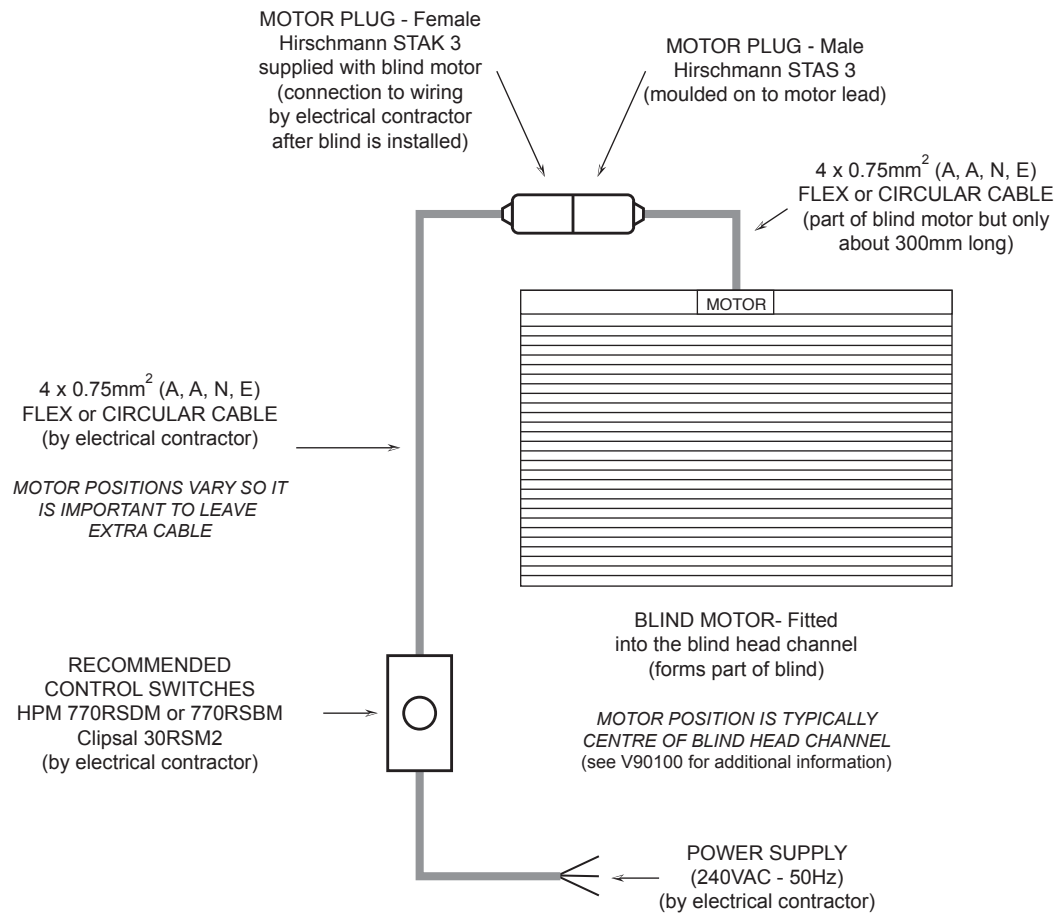 MOTOR PLUG - Female
Hirschmann STAK 3
supplied with blind motor
(connection to wiring
by electrical contractor
after blind is installed)
MOTOR PLUG - Male
Hirschmann STAS 3
(moulded on to motor lead)
4 x 0.75mm² (A, A, N, E)
FLEX or CIRCULAR CABLE
(part of blind motor but only
about 300mm long)
MOTOR
4 x 0.75mm² (A, A, N, E)
FLEX or CIRCULAR CABLE
(by electrical contractor)
MOTOR POSITIONS VARY SO IT
IS IMPORTANT TO LEAVE
EXTRA CABLE
BLIND MOTOR- Fitted
into the blind head channel
(forms part of blind)
MOTOR POSITION IS TYPICALLY
CENTRE OF BLIND HEAD CHANNEL
(see V90100 for additional information)
RECOMMENDED
CONTROL SWITCHES
HPM 770RSDM or 770RSBM
Clipsal 30RSM2
(by electrical contractor)
POWER SUPPLY
(240VAC - 50Hz)
(by electrical contractor)